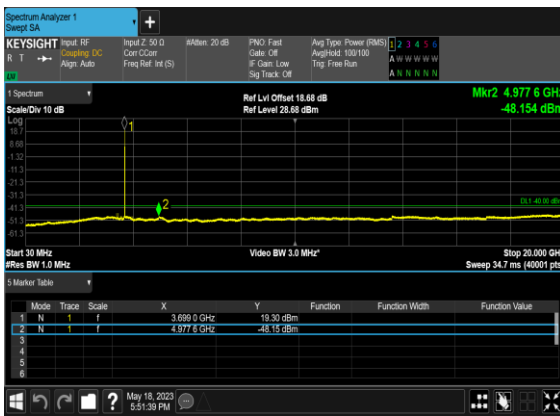 Spectrum Analyzer 1
Swept SA
KEYSIGHT Input: RF Input Z: 50 Ω #Atten: 20 dB PNO: Fast Avg Type: Power (RMS) 1 2 3 4 5 6
R T Coupling: DC Corr CCorr Gate: Off Avg|Hold: 100/100 A W W W W W
Align: Auto Freq Ref: Int (S) IF Gain: Low Trig: Free Run
Sig Track: Off A N N N N N
1 Spectrum Ref Lvl Offset 18.68 dB Mkr2 4.977 6 GHz
Scale/Div 10 dB Ref Level 28.68 dBm -48.154 dBm
Log
18.7
8.68
-1.32
-11.3
-21.3
-31.3
-41.3
-51.3
-61.3
1
2
DL1 -40.00 dBm
Start 30 MHz Video BW 3.0 MHz* Stop 20.000 GHz
#Res BW 1.0 MHz Sweep 34.7 ms (40001 pts)
5 Marker Table
Mode Trace Scale X Y Function Function Width Function Value
1 N 1 f 3.699 0 GHz 19.30 dBm
2 N 1 f 4.977 6 GHz -48.15 dBm
3
4
5
6
? May 18, 2023
5:51:39 PM